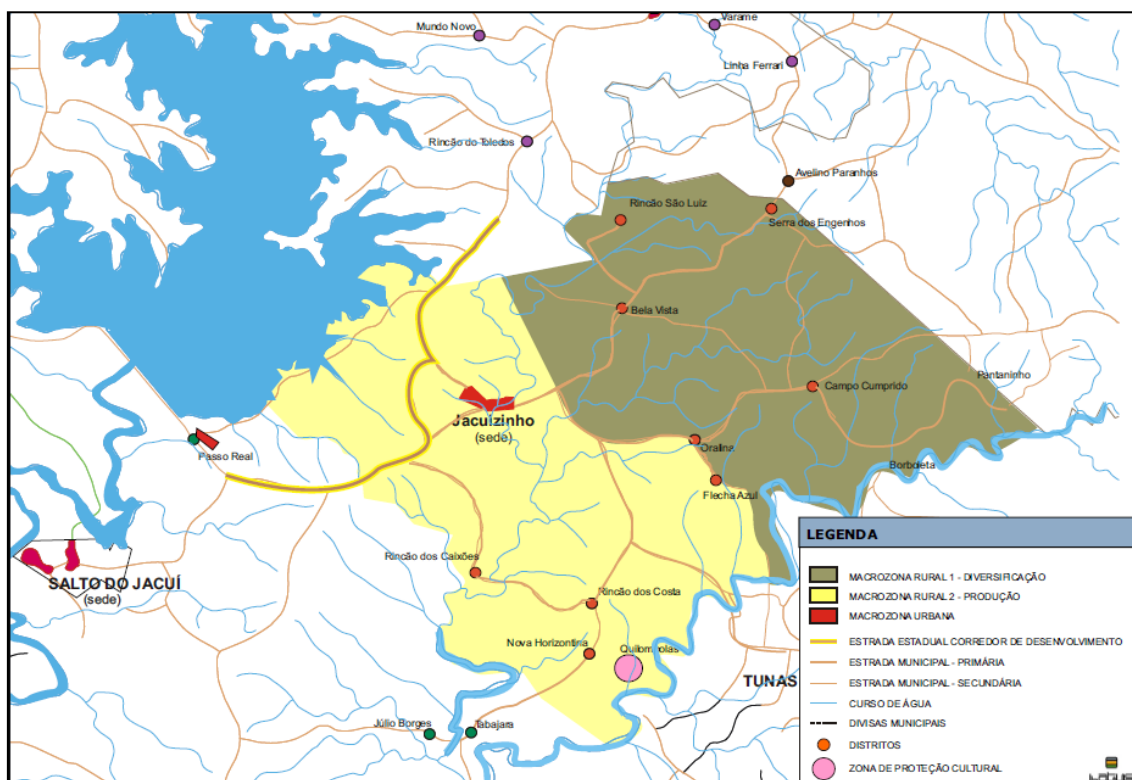 Varame
Mundo Novo
Linha Ferrari
Rincão do Toledos
Avelino Paranhos
Rincão São Luiz
Serra dos Engenhos
Bela Vista
Pantaninho
Campo Cumprido
Jacuizinho
(sede)
Oralina
Passo Real
Borboleta
Flecha Azul
LEGENDA
MACROZONA RURAL 1 - DIVERSIFICAÇÃO
MACROZONA RURAL 2 - PRODUÇÃO
MACROZONA URBANA
ESTRADA ESTADUAL CORREDOR DE DESENVOLVIMENTO
ESTRADA MUNICIPAL - PRIMÁRIA
ESTRADA MUNICIPAL - SECUNDÁRIA
CURSO DE ÁGUA
DIVISAS MUNICIPAIS
DISTRITOS
ZONA DE PROTEÇÃO CULTURAL
Rincão dos Caixões
SALTO DO JACUÍ
(sede)
Rincão dos Costa
Nova Horizontina
Quilombolas
TUNAS
Júlio Borges
Tabajara